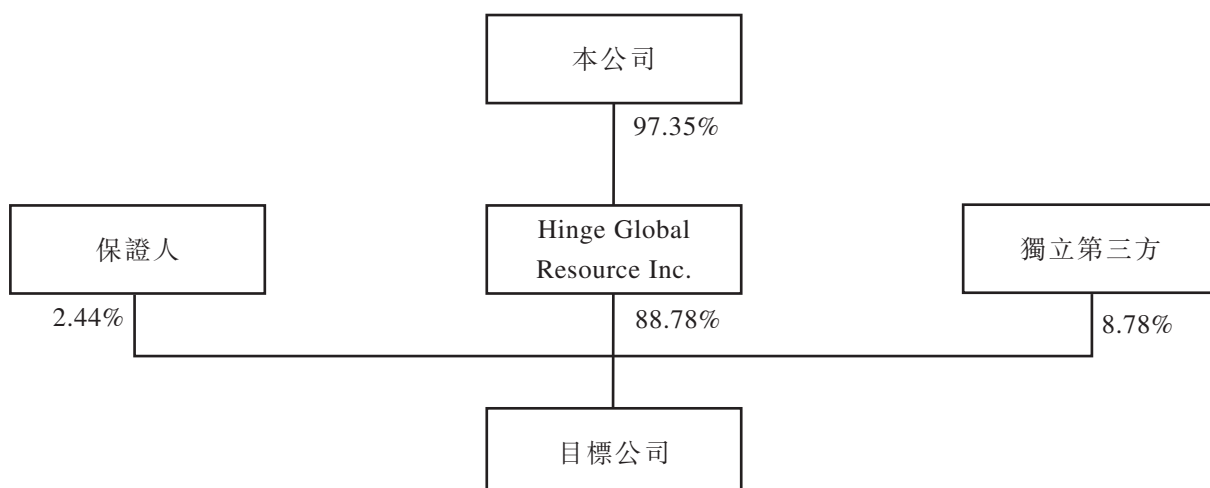 本公司
97.35%
保證人
Hinge Global
Resource Inc.
獨立第三方
2.44%
88.78%
8.78%
目標公司